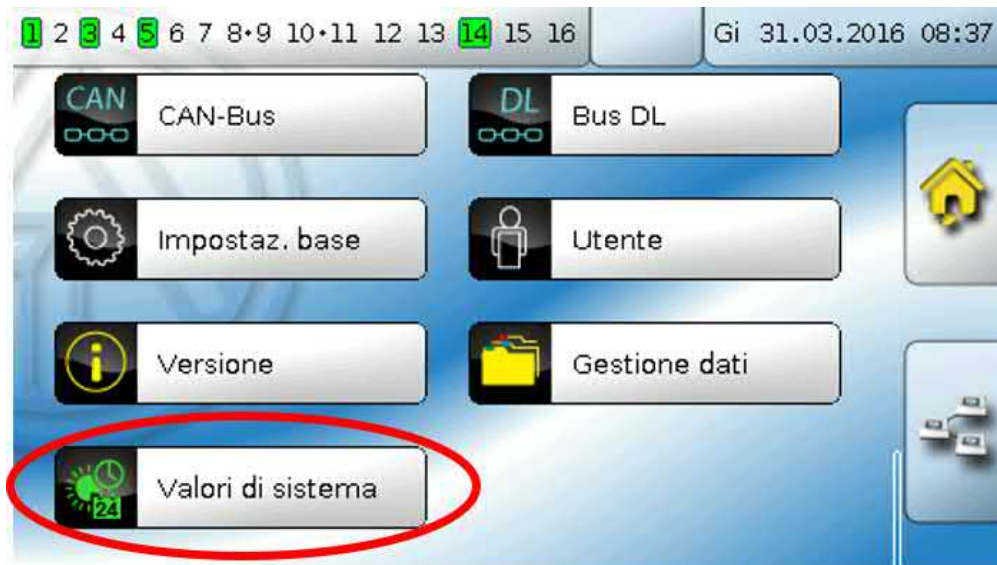 1 2 3 4 5 6 7 8•9 10•11 12 13 14 15 16 Gi 31.03.2016 08:37
CAN CAN-Bus
DL Bus DL
Impostaz. base
Utente
Versione
Gestione dati
24 Valori di sistema